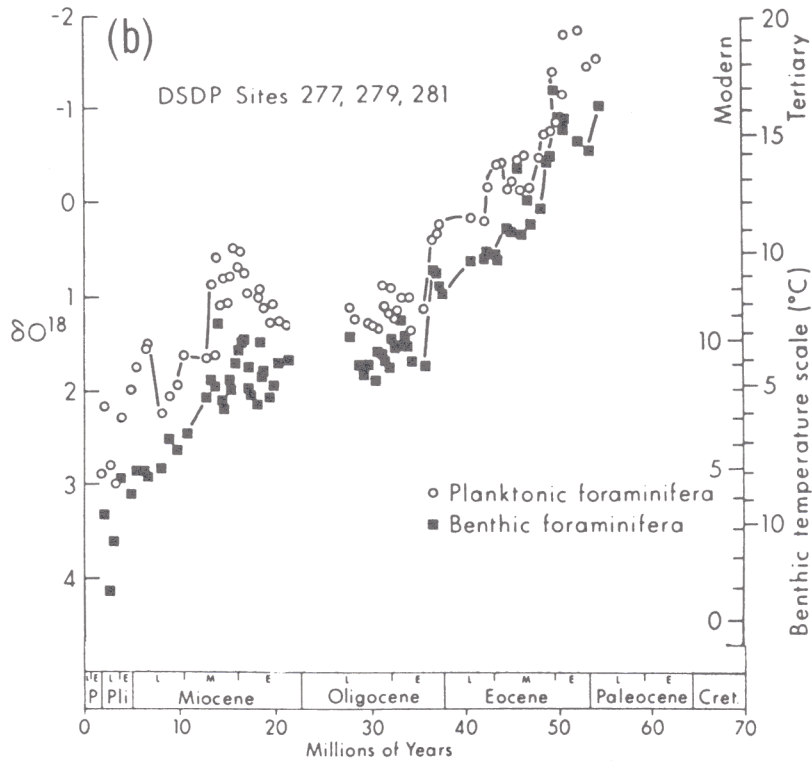 (b)
DSDP Sites 277, 279, 281
-2
-1
0
1
2
3
4
δO18
Planktonic foraminifera
Benthic foraminifera
Modern
10
5
0
Tertiary
20
15
10
5
10
Benthic temperature scale (°C)
L E L E L M E L E L M E L E
P Pli Miocene Oligocene Eocene Paleocene Cret.
0 10 20 30 40 50 60 70
Millions of Years